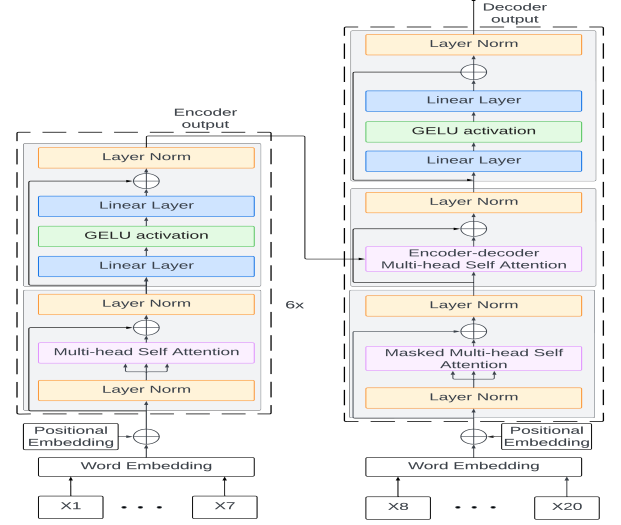 Decoder
output
Layer Norm
Linear Layer
GELU activation
Linear Layer
Layer Norm
Encoder-decoder
Multi-head Self Attention
Layer Norm
Masked Multi-head Self
Attention
Layer Norm
Positional
Embedding
Word Embedding
X8
• • •
X20
Encoder
output
Layer Norm
Linear Layer
GELU activation
Linear Layer
Layer Norm
Multi-head Self Attention
Layer Norm
6x
Positional
Embedding
Word Embedding
X1
• • •
X7